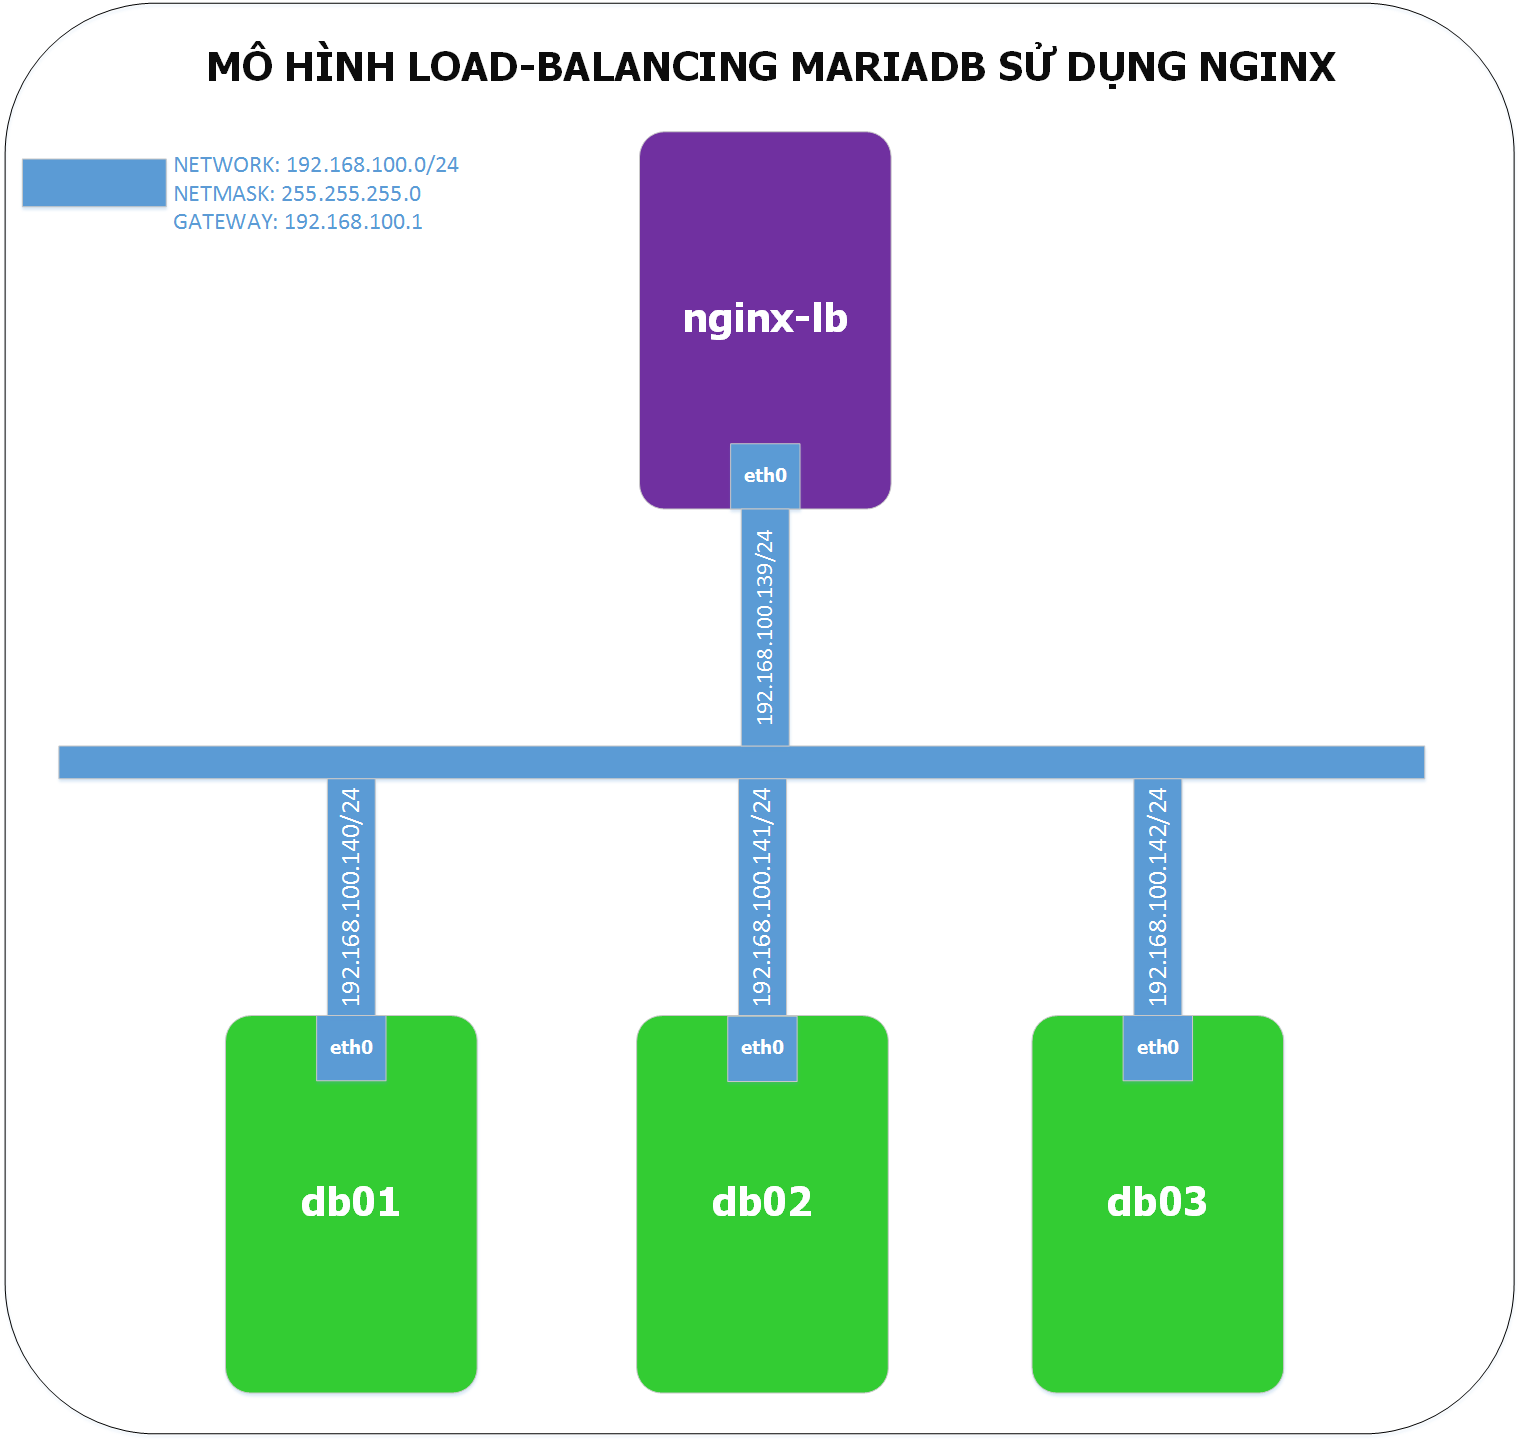 MÔ HÌNH LOAD-BALANCING MARIADB SỬ DỤNG NGINX
NETWORK: 192.168.100.0/24
NETMASK: 255.255.255.0
GATEWAY: 192.168.100.1
nginx-lb
eth0
192.168.100.139/24
192.168.100.140/24
192.168.100.141/24
192.168.100.142/24
eth0
eth0
eth0
db01
db02
db03